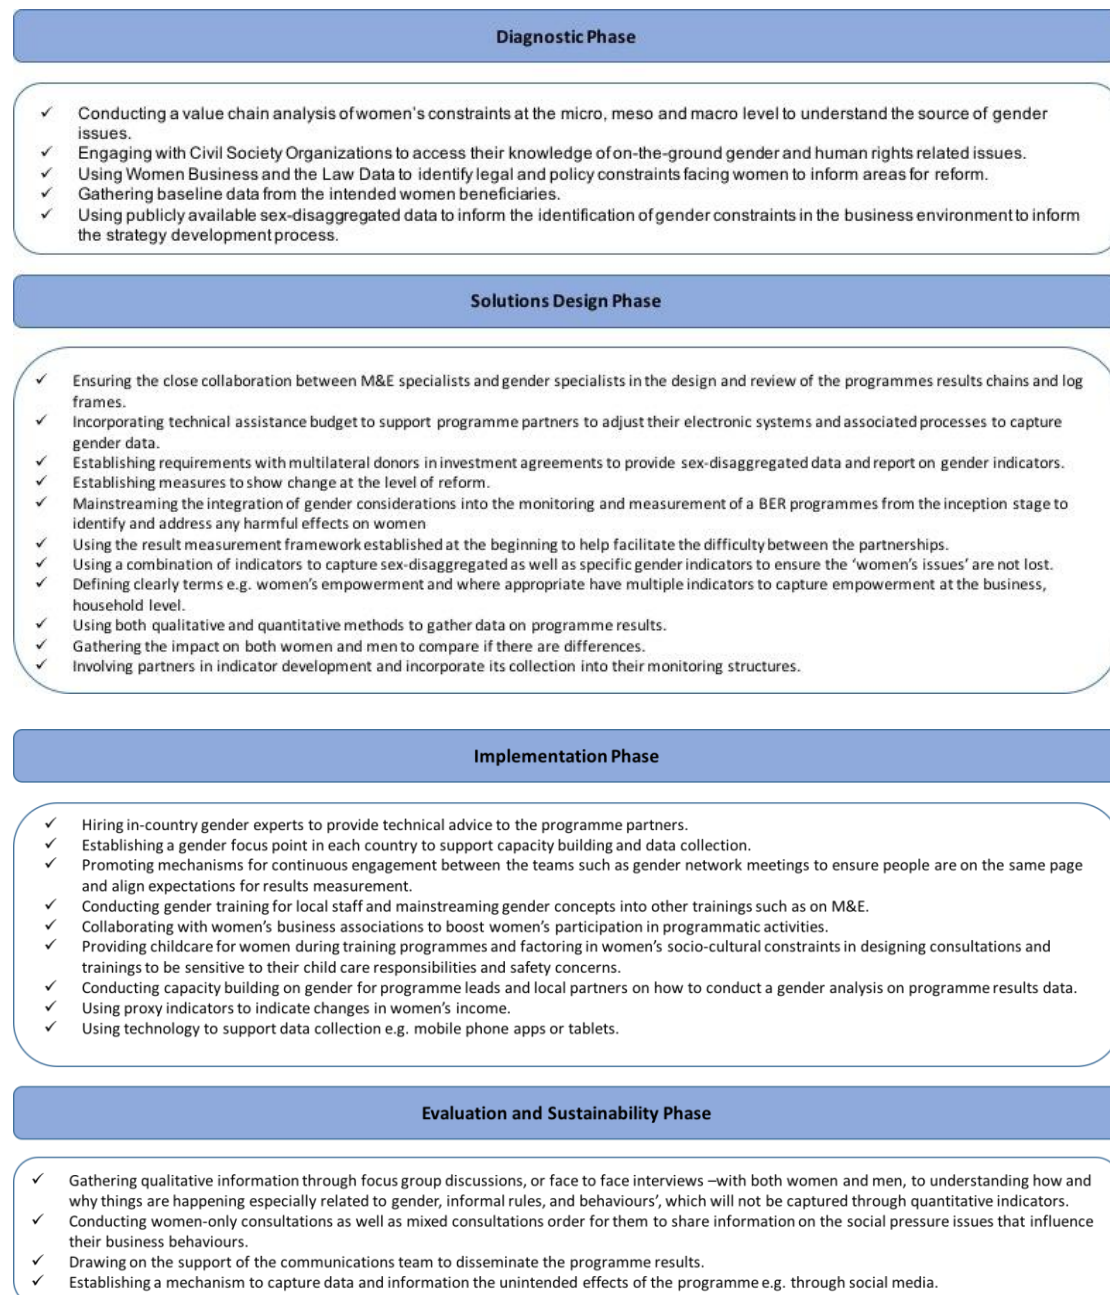 Diagnostic Phase
✓ Conducting a value chain analysis of women's constraints at the micro, meso and macro level to understand the source of gender
issues.
✓ Engaging with Civil Society Organizations to access their knowledge of on-the-ground gender and human rights related issues.
✓ Using Women Business and the Law Data to identify legal and policy constraints facing women to inform areas for reform.
✓ Gathering baseline data from the intended women beneficiaries.
✓ Using publicly available sex-disaggregated data to inform the identification of gender constraints in the business environment to inform
the strategy development process.
Solutions Design Phase
✓ Ensuring the close collaboration between M&E specialists and gender specialists in the design and review of the programmes results chains and log
frames.
✓ Incorporating technical assistance budget to support programme partners to adjust their electronic systems and associated processes to capture
gender data.
✓ Establishing requirements with multilateral donors in investment agreements to provide sex-disaggregated data and report on gender indicators.
✓ Establishing measures to show change at the level of reform.
✓ Mainstreaming the integration of gender considerations into the monitoring and measurement of a BER programmes from the inception stage to
identify and address any harmful effects on women
✓ Using the result measurement framework established at the beginning to help facilitate the difficulty between the partnerships.
✓ Using a combination of indicators to capture sex-disaggregated as well as specific gender indicators to ensure the 'women's issues' are not lost.
✓ Defining clearly terms e.g. women's empowerment and where appropriate have multiple indicators to capture empowerment at the business,
household level.
✓ Using both qualitative and quantitative methods to gather data on programme results.
✓ Gathering the impact on both women and men to compare if there are differences.
✓ Involving partners in indicator development and incorporate its collection into their monitoring structures.
Implementation Phase
✓ Hiring in-country gender experts to provide technical advice to the programme partners.
✓ Establishing a gender focus point in each country to support capacity building and data collection.
✓ Promoting mechanisms for continuous engagement between the teams such as gender network meetings to ensure people are on the same page
and align expectations for results measurement.
✓ Conducting gender training for local staff and mainstreaming gender concepts into other trainings such as on M&E.
✓ Collaborating with women's business associations to boost women's participation in programmatic activities.
✓ Providing childcare for women during training programmes and factoring in women's socio-cultural constraints in designing consultations and
trainings to be sensitive to their child care responsibilities and safety concerns.
✓ Conducting capacity building on gender for programme leads and local partners on how to conduct a gender analysis on programme results data.
✓ Using proxy indicators to indicate changes in women's income.
✓ Using technology to support data collection e.g. mobile phone apps or tablets.
Evaluation and Sustainability Phase
✓ Gathering qualitative information through focus group discussions, or face to face interviews –with both women and men, to understanding how and
why things are happening especially related to gender, informal rules, and behaviours', which will not be captured through quantitative indicators.
✓ Conducting women-only consultations as well as mixed consultations order for them to share information on the social pressure issues that influence
their business behaviours.
✓ Drawing on the support of the communications team to disseminate the programme results.
✓ Establishing a mechanism to capture data and information the unintended effects of the programme e.g. through social media.